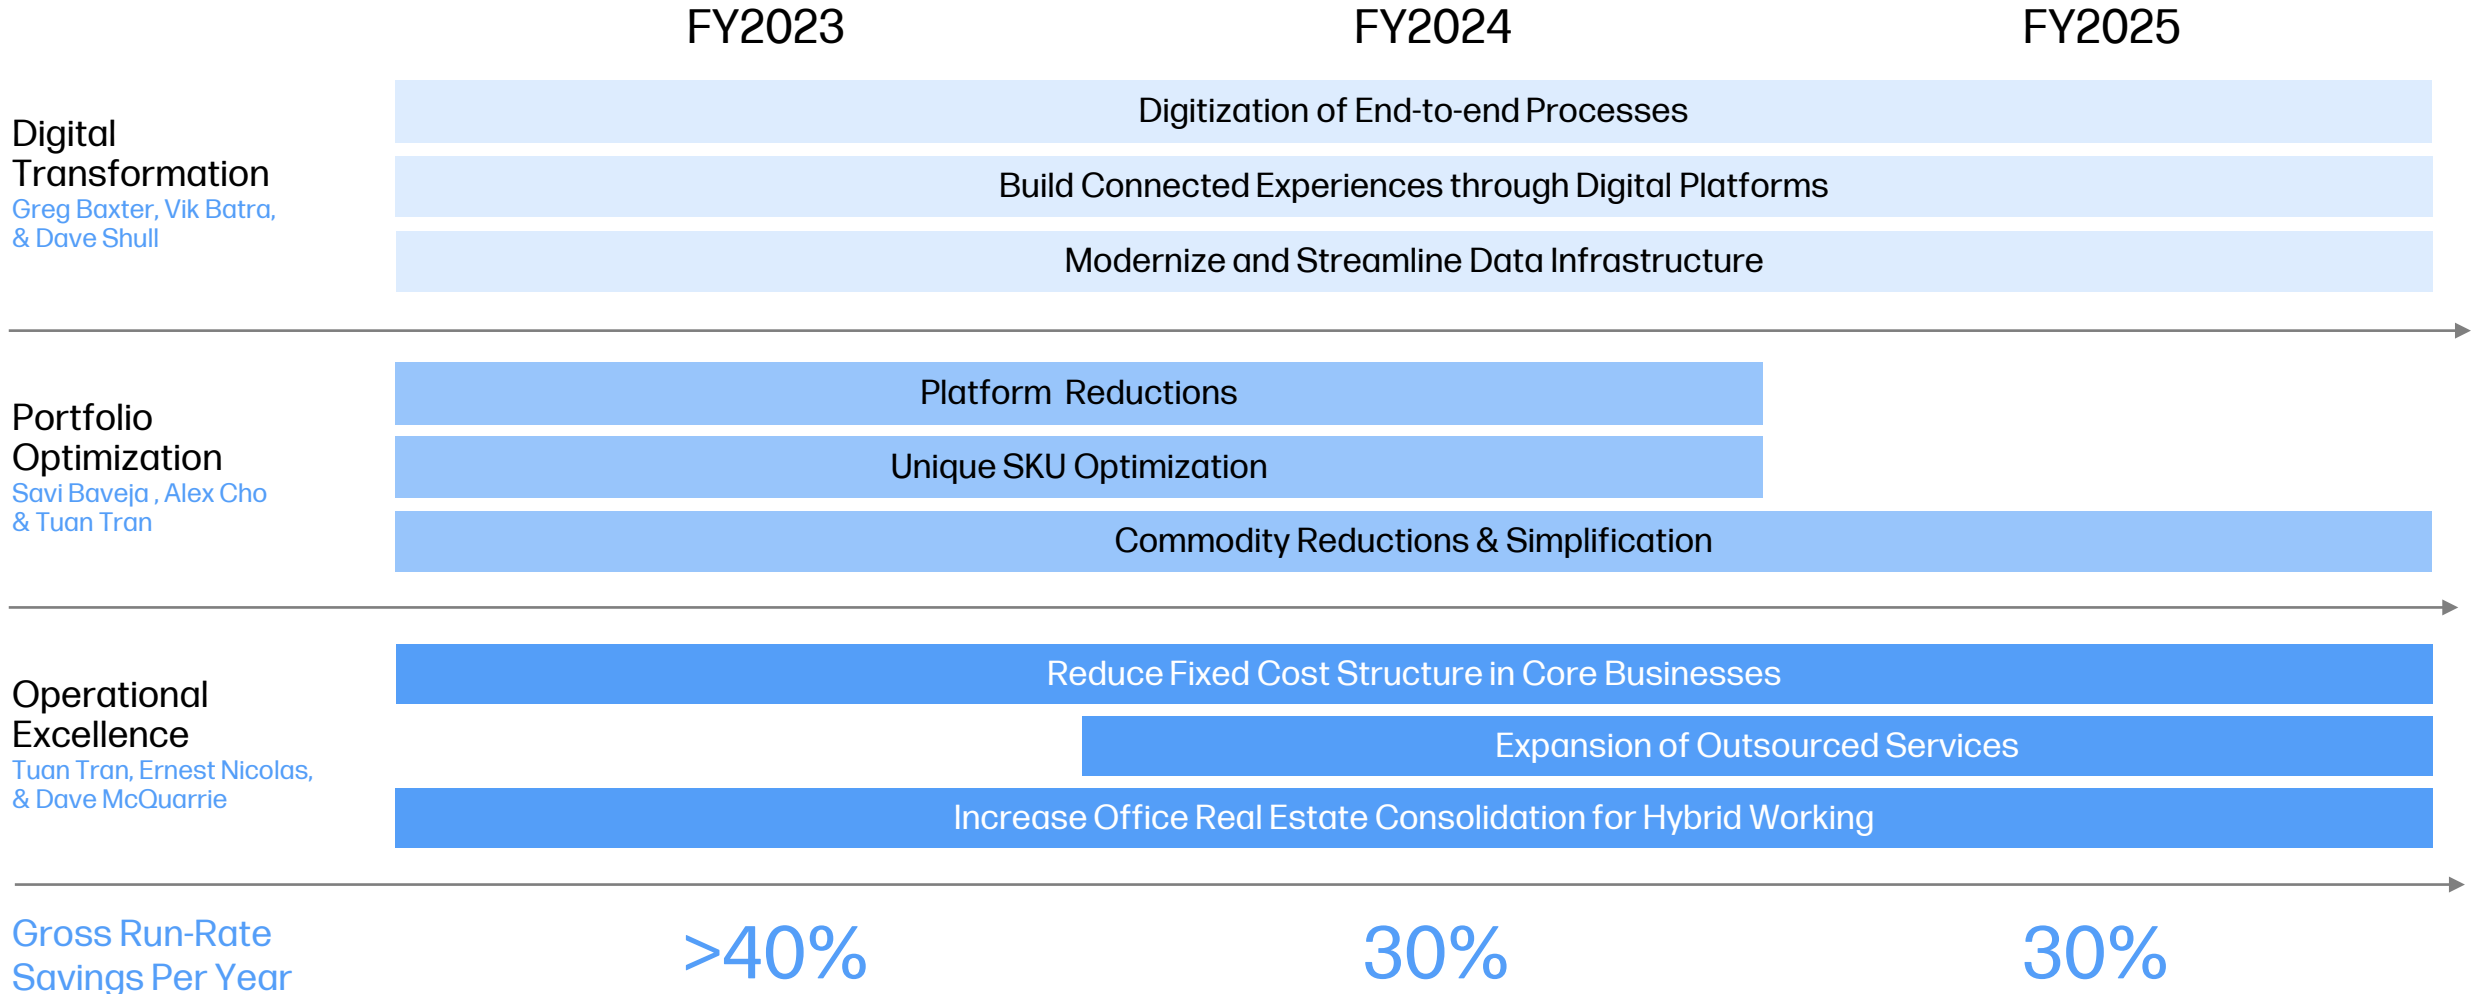 FY2023 FY2024 FY2025
Digital
Transformation
Greg Baxter, Vik Batra,
& Dave Shull
Digitization of End-to-end Processes
Build Connected Experiences through Digital Platforms
Modernize and Streamline Data Infrastructure
Portfolio
Optimization
Savi Baveja , Alex Cho
& Tuan Tran
Platform Reductions
Unique SKU Optimization
Commodity Reductions & Simplification
Operational
Excellence
Tuan Tran, Ernest Nicolas,
& Dave McQuarrie
Reduce Fixed Cost Structure in Core Businesses
Expansion of Outsourced Services
Increase Office Real Estate Consolidation for Hybrid Working
Gross Run-Rate
Savings Per Year
>40% 30% 30%